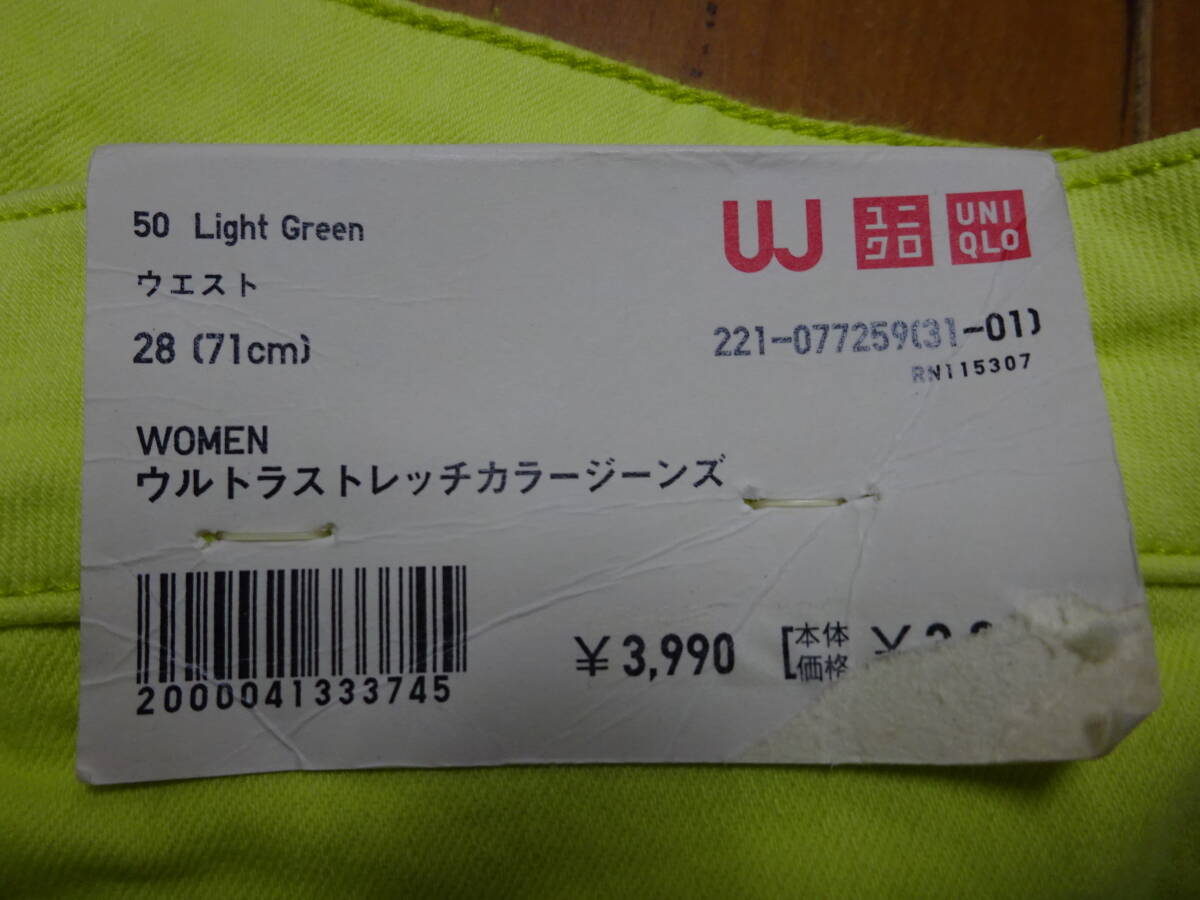 50 Light Green
ウエスト
28 (71cm)
UJ ユニクロ UNIQLO
221-077259(31-01)
RN115307
WOMEN
ウルトラストレッチカラージーンズ
2000041333745
¥3,990 [本体価格 ¥3